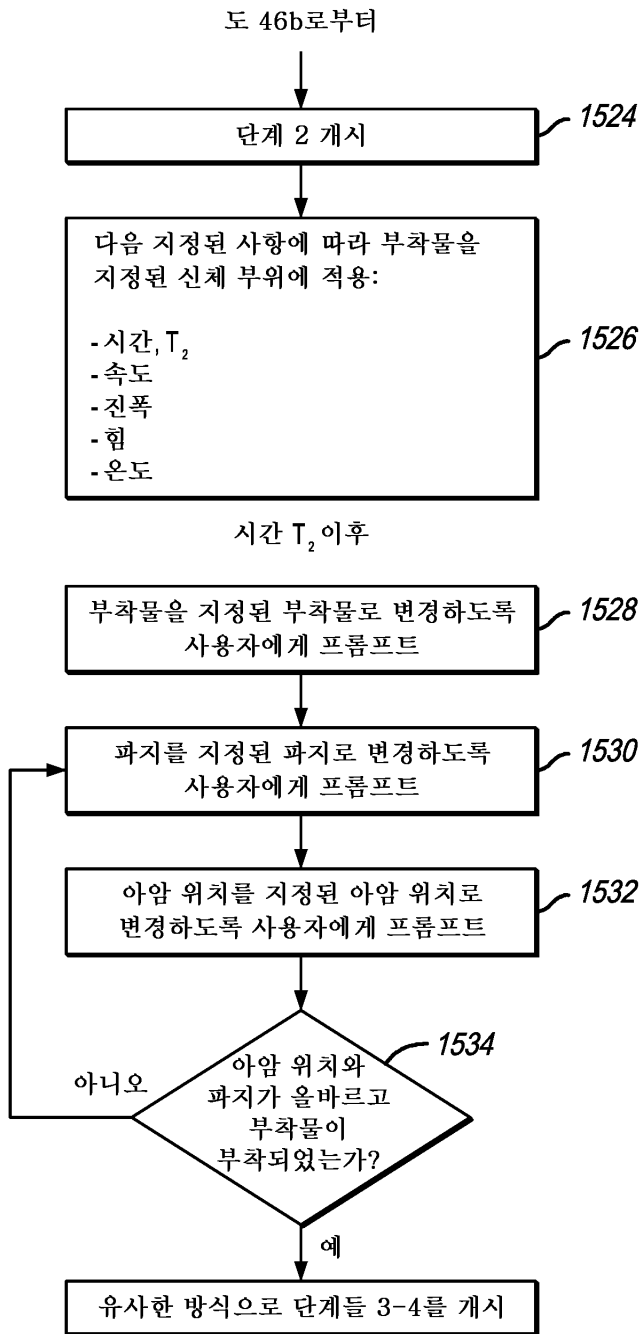 도 46b로부터
단계 2 개시
1524
다음 지정된 사항에 따라 부착물을
지정된 신체 부위에 적용:
-시간, T₂
-속도
-진폭
-힘
-온도
1526
시간 T₂ 이후
부착물을 지정된 부착물로 변경하도록
사용자에게 프롬프트
1528
파지를 지정된 파지로 변경하도록
사용자에게 프롬프트
1530
아암 위치를 지정된 아암 위치로
변경하도록 사용자에게 프롬프트
1532
아암 위치와
파지가 올바르고
부착물이
부착되었는가?
1534
아니오
예
유사한 방식으로 단계들 3-4를 개시